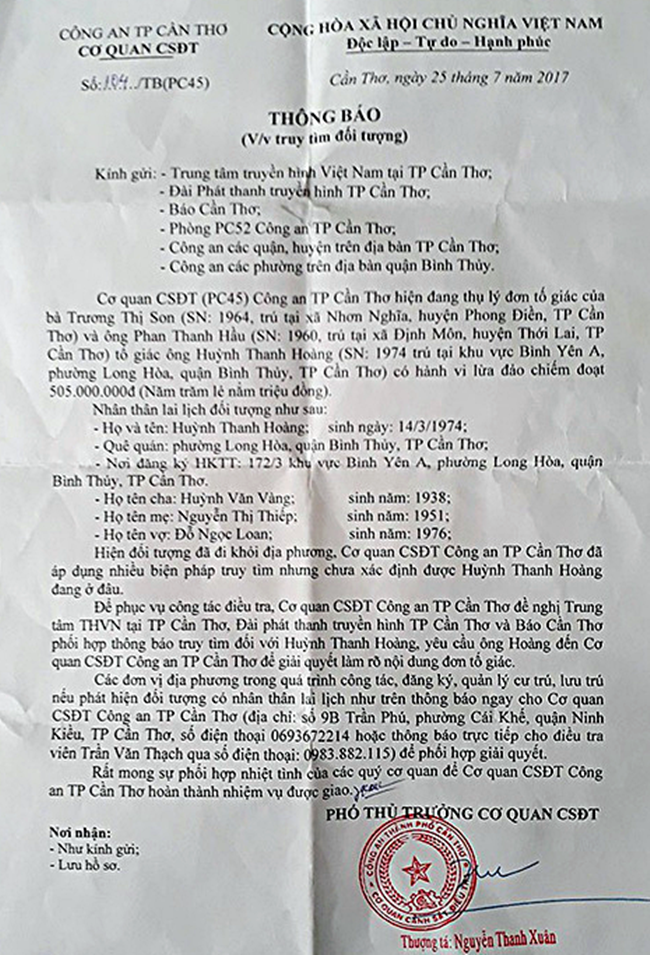 CÔNG AN TP CẦN THƠ
CƠ QUAN CSĐT
CỘNG HÒA XÃ HỘI CHỦ NGHĨA VIỆT NAM
Độc lập – Tự do – Hạnh phúc
Số: /TB(PC45)
Cần Thơ, ngày 25 tháng 7 năm 2017
THÔNG BÁO
(V/v truy tìm đối tượng)
Kính gửi: - Trung tâm truyền hình Việt Nam tại TP Cần Thơ;
- Đài Phát thanh truyền hình TP Cần Thơ;
- Báo Cần Thơ;
- Phòng PC52 Công an TP Cần Thơ;
- Công an các quận, huyện trên địa bàn TP Cần Thơ;
- Công an các phường trên địa bàn quận Bình Thủy.
Cơ quan CSĐT (PC45) Công an TP Cần Thơ hiện đang thụ lý đơn tố giác của
bà Trương Thị Son (SN: 1964, trú tại xã Nhơn Nghĩa, huyện Phong Điền, TP Cần
Thơ) và ông Phan Thanh Hầu (SN: 1960, trú tại xã Định Môn, huyện Thới Lai, TP
Cần Thơ) tố giác ông Huỳnh Thanh Hoàng (SN: 1974 trú tại khu vực Bình Yên A,
phường Long Hòa, quận Bình Thủy, TP Cần Thơ) có hành vi lừa đảo chiếm đoạt
505.000.000đ (Năm trăm lẻ năm triệu đồng).
Nhân thân lai lịch đối tượng như sau:
- Họ và tên: Huỳnh Thanh Hoàng; sinh ngày: 14/3/1974;
- Quê quán: phường Long Hòa, quận Bình Thủy, TP Cần Thơ;
- Nơi đăng ký HKTT: 172/3 khu vực Bình Yên A, phường Long Hòa, quận
Bình Thủy, TP Cần Thơ.
- Họ tên cha: Huỳnh Văn Vàng; sinh năm: 1938;
- Họ tên mẹ: Nguyễn Thị Thiếp; sinh năm: 1951;
- Họ tên vợ: Đỗ Ngọc Loan; sinh năm: 1976;
Hiện đối tượng đã đi khỏi địa phương, Cơ quan CSĐT Công an TP Cần Thơ đã
áp dụng nhiều biện pháp truy tìm nhưng chưa xác định được Huỳnh Thanh Hoàng
đang ở đâu.
Để phục vụ công tác điều tra, Cơ quan CSĐT Công an TP Cần Thơ đề nghị Trung
tâm THVN tại TP Cần Thơ, Đài phát thanh truyền hình TP Cần Thơ và Báo Cần Thơ
phối hợp thông báo truy tìm đối với Huỳnh Thanh Hoàng, yêu cầu ông Hoàng đến Cơ
quan CSĐT Công an TP Cần Thơ để giải quyết làm rõ nội dung đơn tố giác.
Các đơn vị địa phương trong quá trình công tác, đăng ký, quản lý cư trú, lưu trú
nếu phát hiện đối tượng có nhân thân lai lịch như trên thông báo ngay cho Cơ quan
CSĐT Công an TP Cần Thơ (địa chỉ: số 9B Trần Phú, phường Cái Khế, quận Ninh
Kiều, TP Cần Thơ, số điện thoại 0693672214 hoặc thông báo trực tiếp cho điều tra
viên Trần Văn Thạch qua số điện thoại: 0983.882.115) để phối hợp giải quyết.
Rất mong sự phối hợp nhiệt tình của các quý cơ quan để Cơ quan CSĐT Công
an TP Cần Thơ hoàn thành nhiệm vụ được giao.
PHÓ THỦ TRƯỞNG CƠ QUAN CSĐT
Nơi nhận:
- Như kính gửi;
- Lưu hồ sơ.
CÔNG AN THÀNH PHỐ CẦN THƠ
CƠ QUAN CẢNH SÁT ĐIỀU TRA
Thượng tá: Nguyễn Thanh Xuân